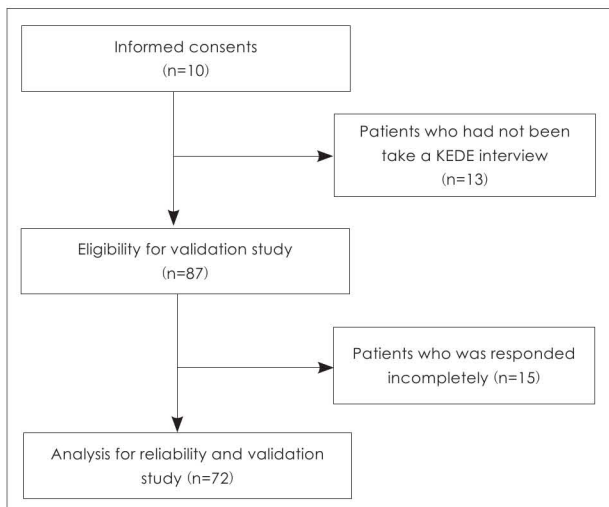 Informed consents
(n=10)
Patients who had not been
take a KEDE interview
(n=13)
Eligibility for validation study
(n=87)
Patients who was responded
incompletely (n=15)
Analysis for reliability and validation
study (n=72)